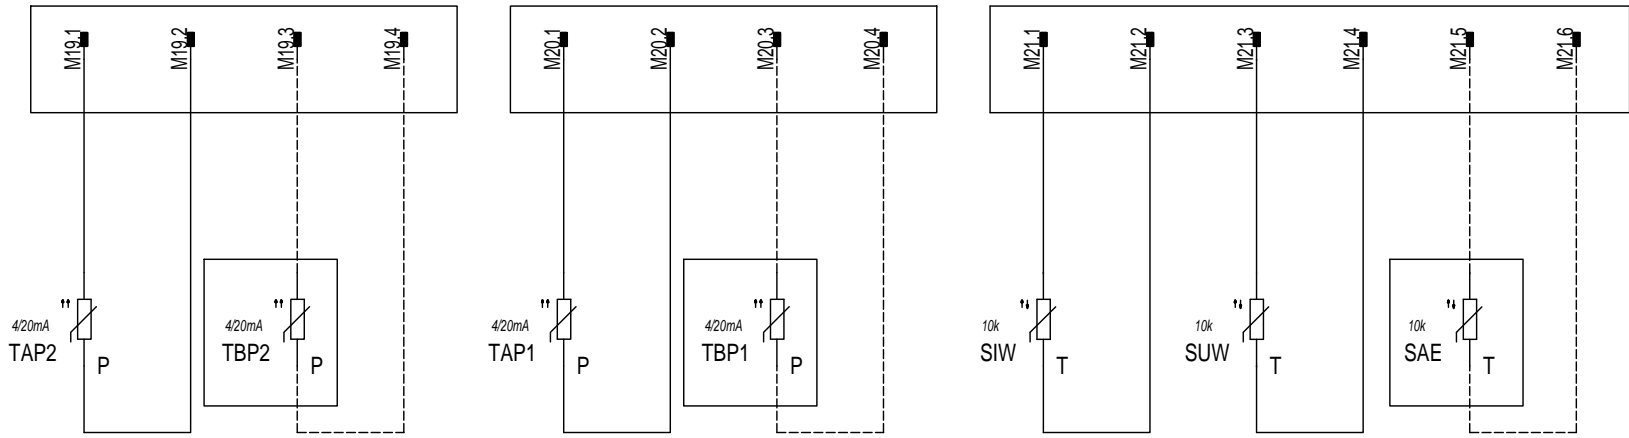 M19.1
M19.2
M19.3
M19.4
M20.1
M20.2
M20.3
M20.4
M21.1
M21.2
M21.3
M21.4
M21.5
M21.6
4/20mA
TAP2
P
4/20mA
TBP2
P
4/20mA
TAP1
P
4/20mA
TBP1
P
10k
SIW
T
10k
SUW
T
10k
SAE
T